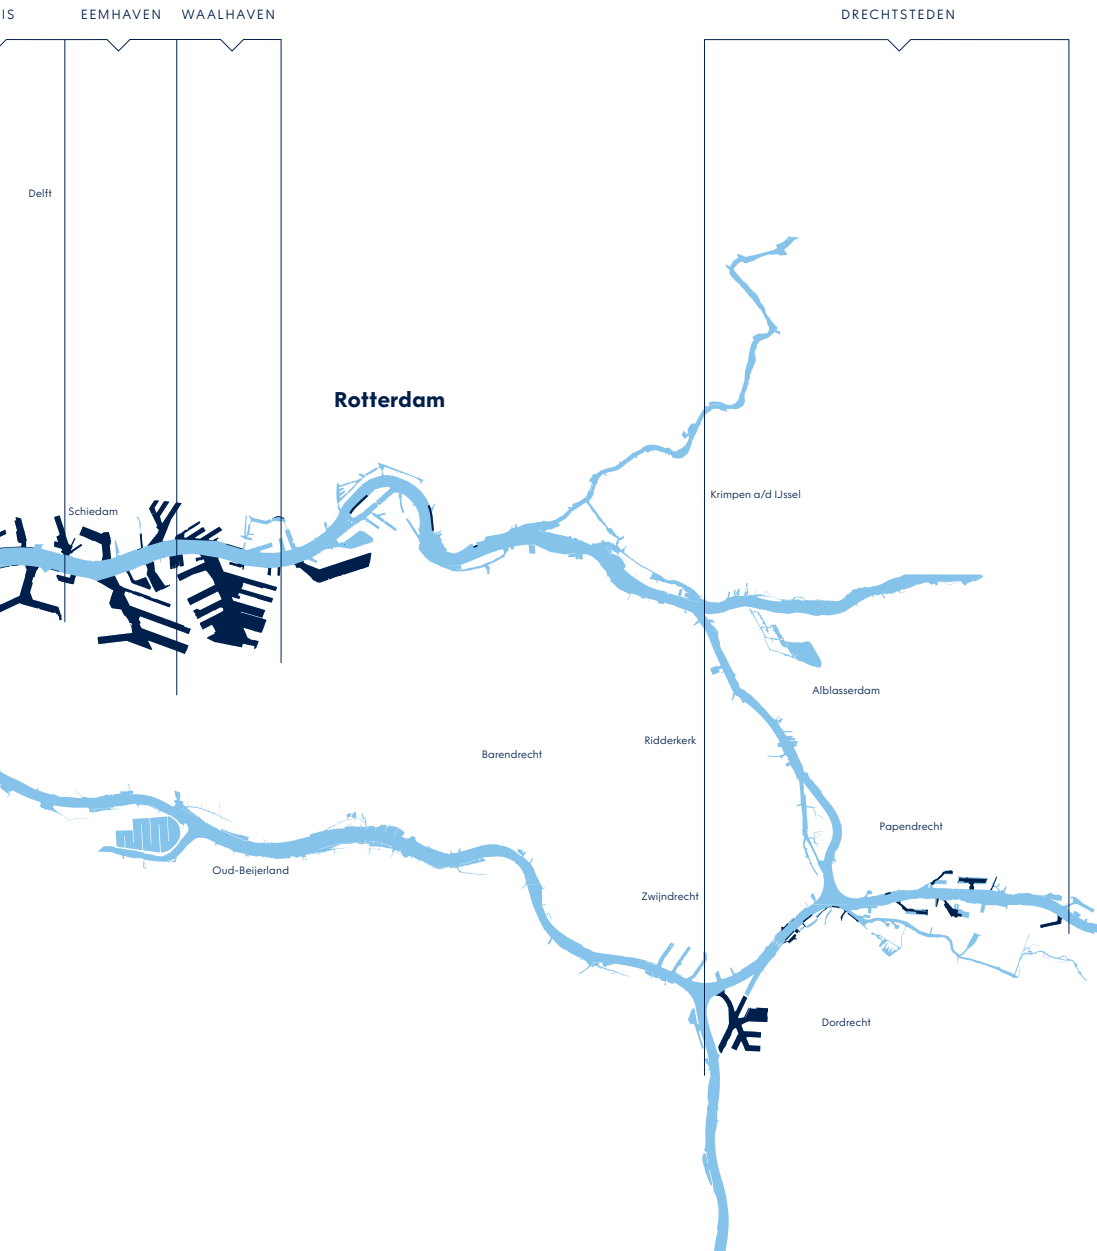 IS
EEMHAVEN
WAALHAVEN
DRECHTSTEDEN
Delft
Rotterdam
Krimpen a/d IJssel
Schiedam
Alblasserdam
Ridderkerk
Barendrecht
Papendrecht
Oud-Beijerland
Zwijndrecht
Dordrecht